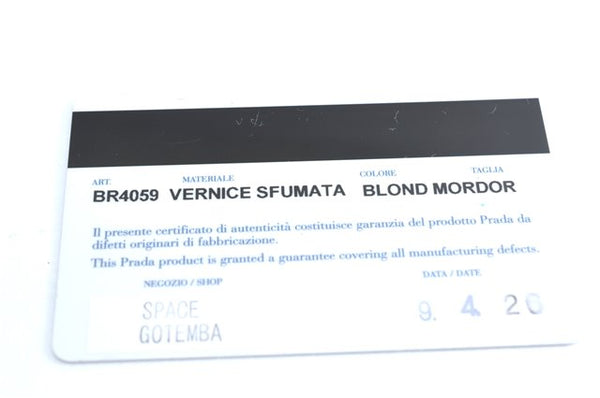 ART. MATERIALE COLORE TAGLIA
BR4059 VERNICE SFUMATA BLOND MORDOR
Il presente certificato di autenticità costituisce garanzia del prodotto Prada da
difetti originari di fabbricazione.
This Prada product is granted a guarantee covering all manufacturing defects.
NEGOZIO / SHOP DATA / DATE
SPACE 9. 4. 26
GOTEMBA